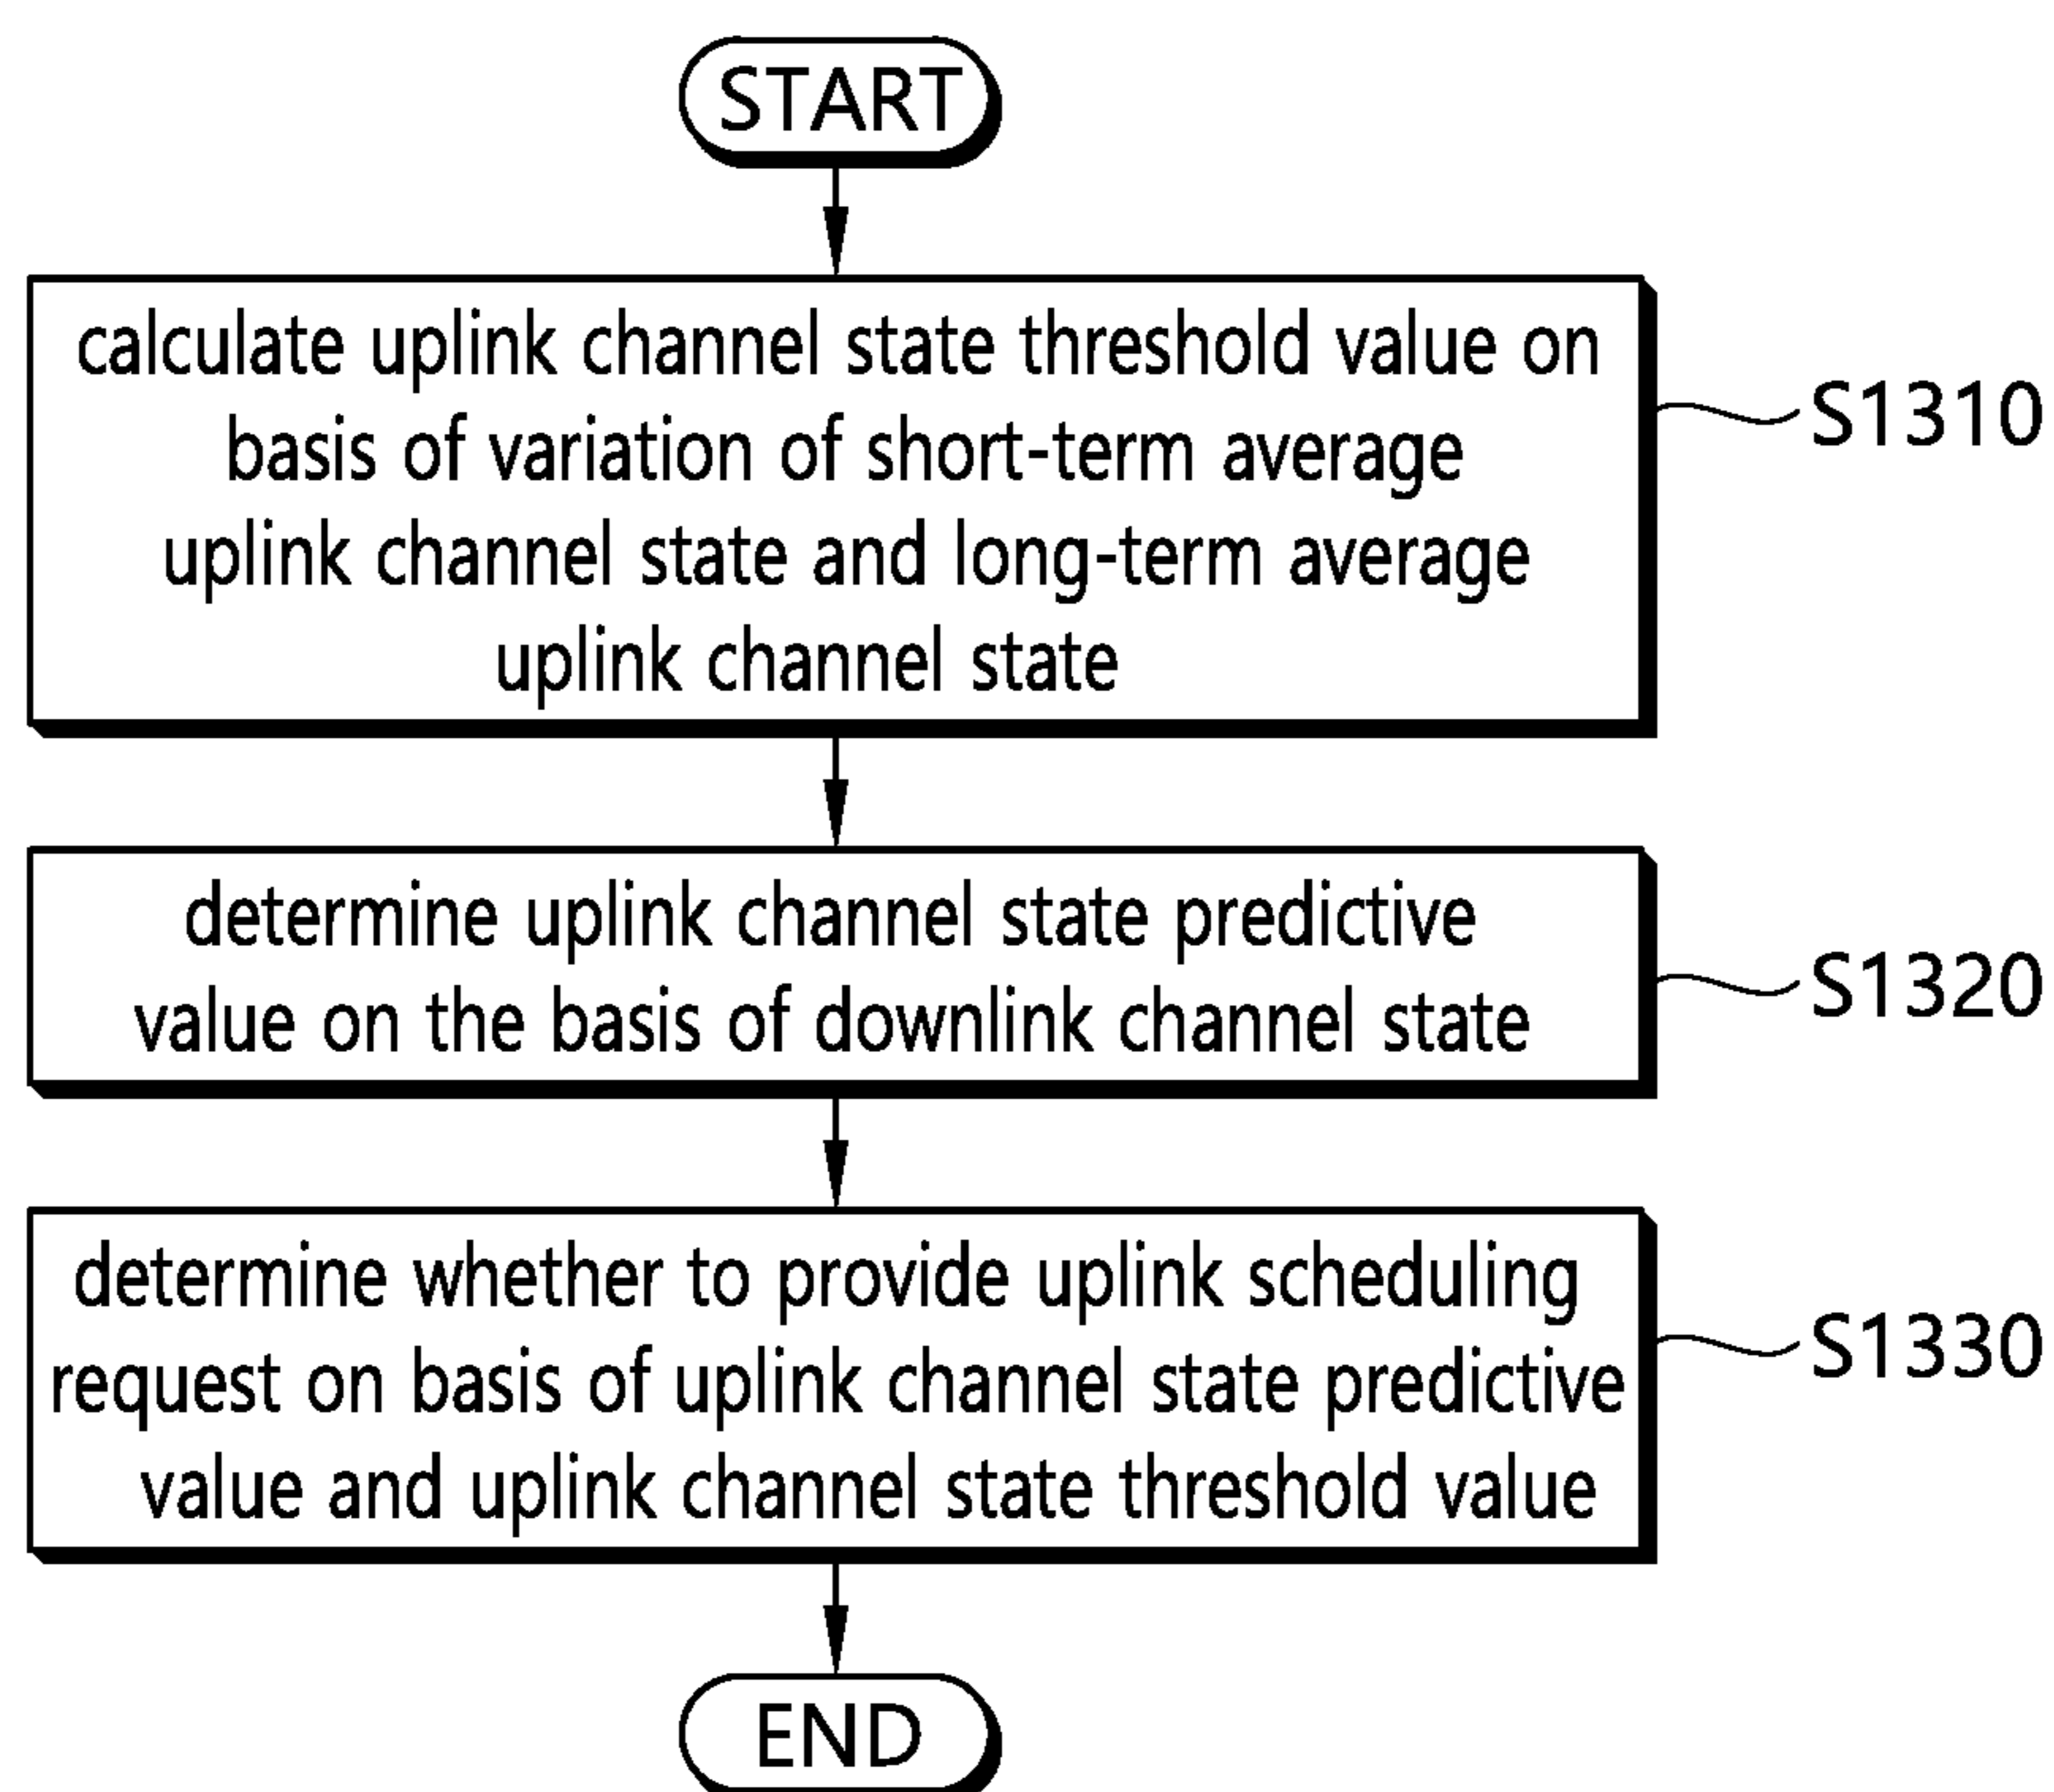 START
calculate uplink channel state threshold value on
basis of variation of short-term average
uplink channel state and long-term average
uplink channel state
S1310
determine uplink channel state predictive
value on the basis of downlink channel state
S1320
determine whether to provide uplink scheduling
request on basis of uplink channel state predictive
value and uplink channel state threshold value
S1330
END